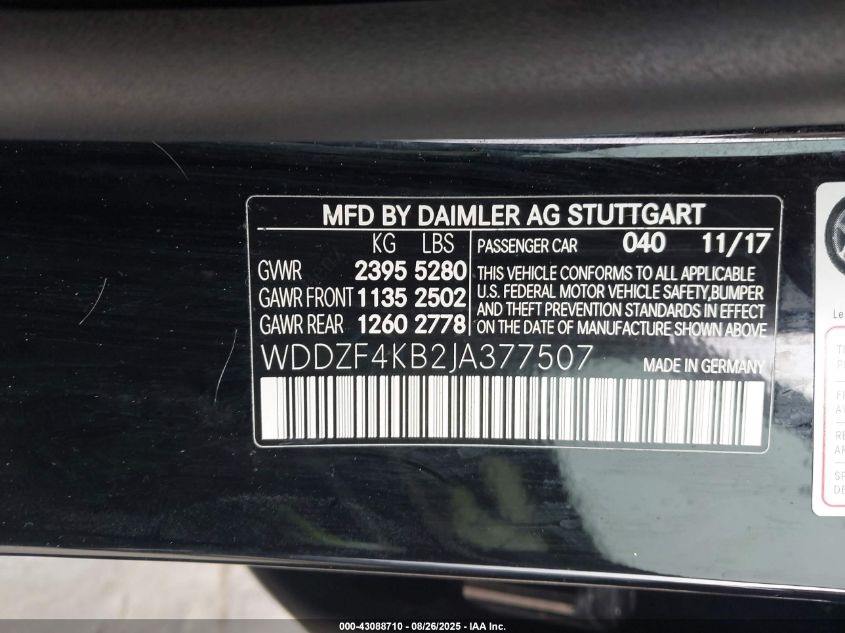 MFD BY DAIMLER AG STUTTGART
KG LBS
GVWR 2395 5280
GAWR FRONT 1135 2502
GAWR REAR 1260 2778
PASSENGER CAR 040 11/17
THIS VEHICLE CONFORMS TO ALL APPLICABLE
U.S. FEDERAL MOTOR VEHICLE SAFETY,BUMPER
AND THEFT PREVENTION STANDARDS IN EFFECT
ON THE DATE OF MANUFACTURE SHOWN ABOVE
WDDZF4KB2JA377507 MADE IN GERMANY
000-43088710 - 08/26/2025 - IAA Inc.